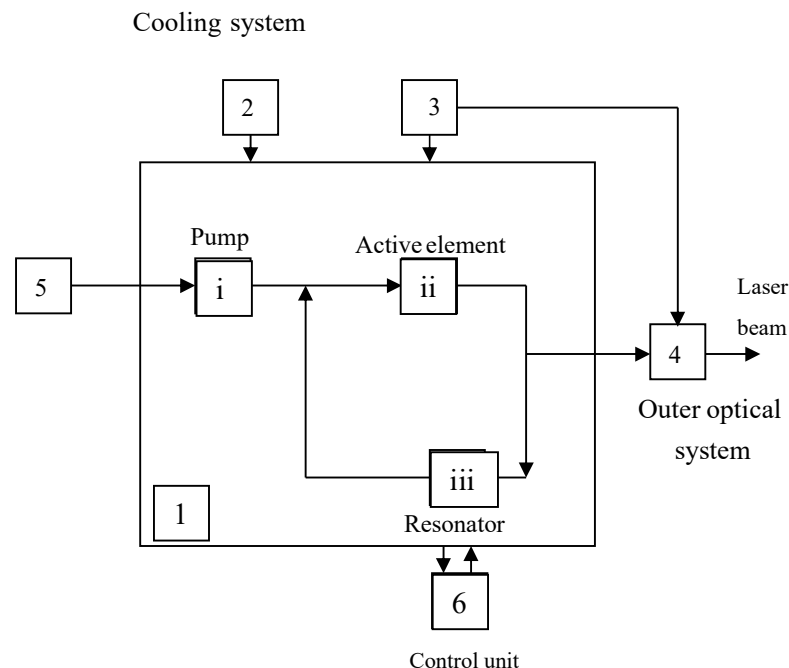 Cooling system
2
3
Pump
Active element
5
i
ii
Laser
beam
4
Outer optical
system
iii
1
Resonator
6
Control unit